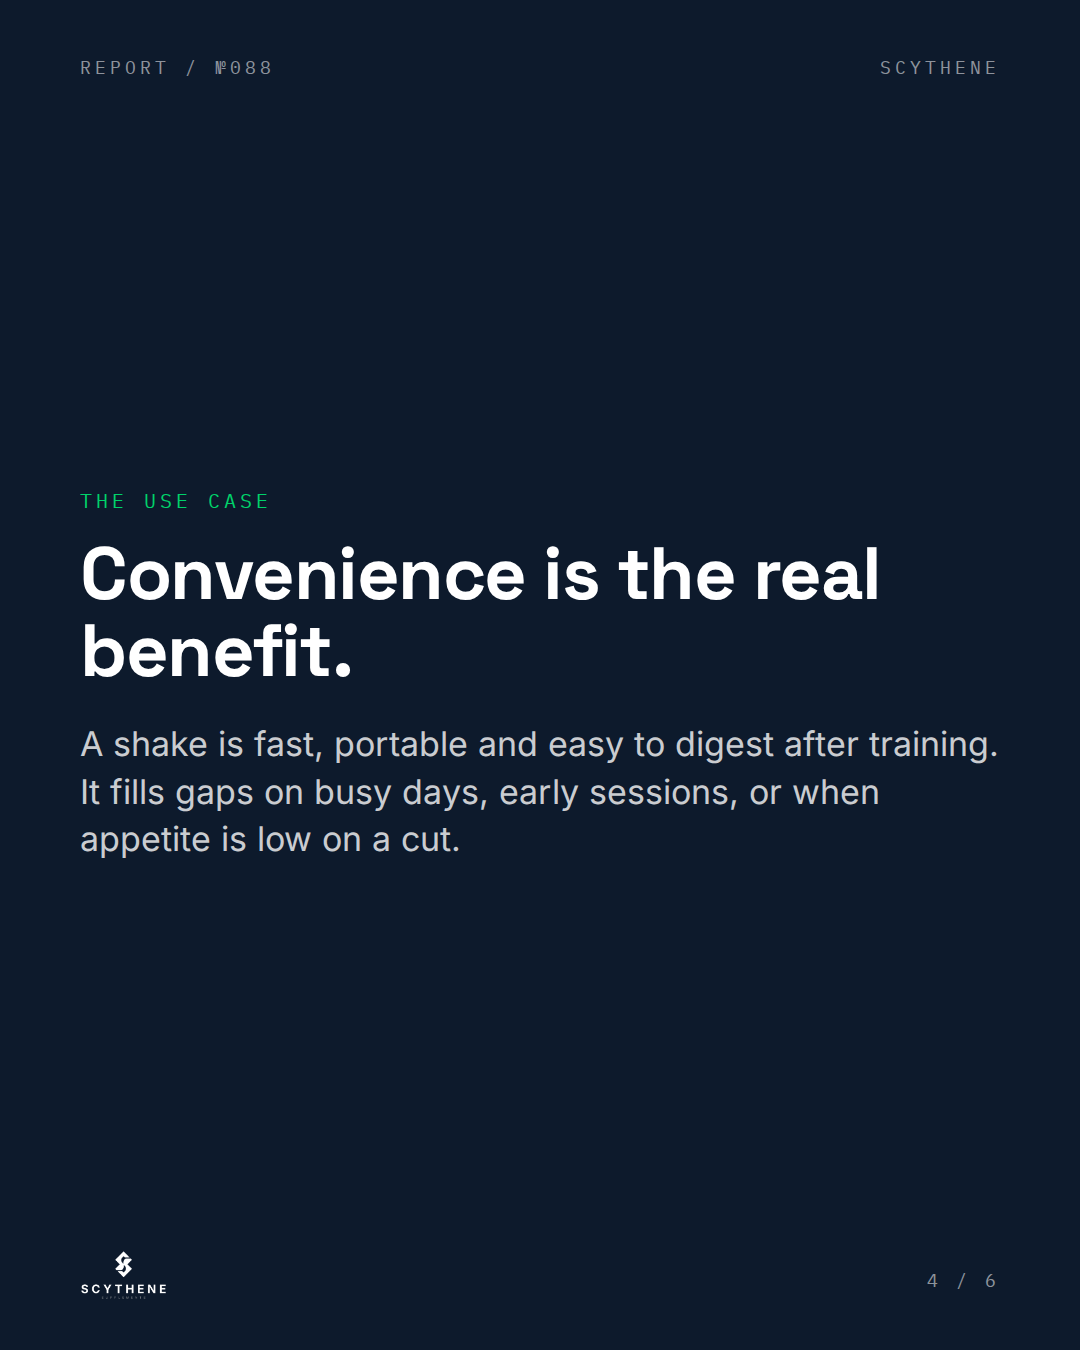 REPORT / №088
SCYTHENE
THE USE CASE
Convenience is the real
benefit.
A shake is fast, portable and easy to digest after training.
It fills gaps on busy days, early sessions, or when
appetite is low on a cut.
SCYTHENE
4 / 6